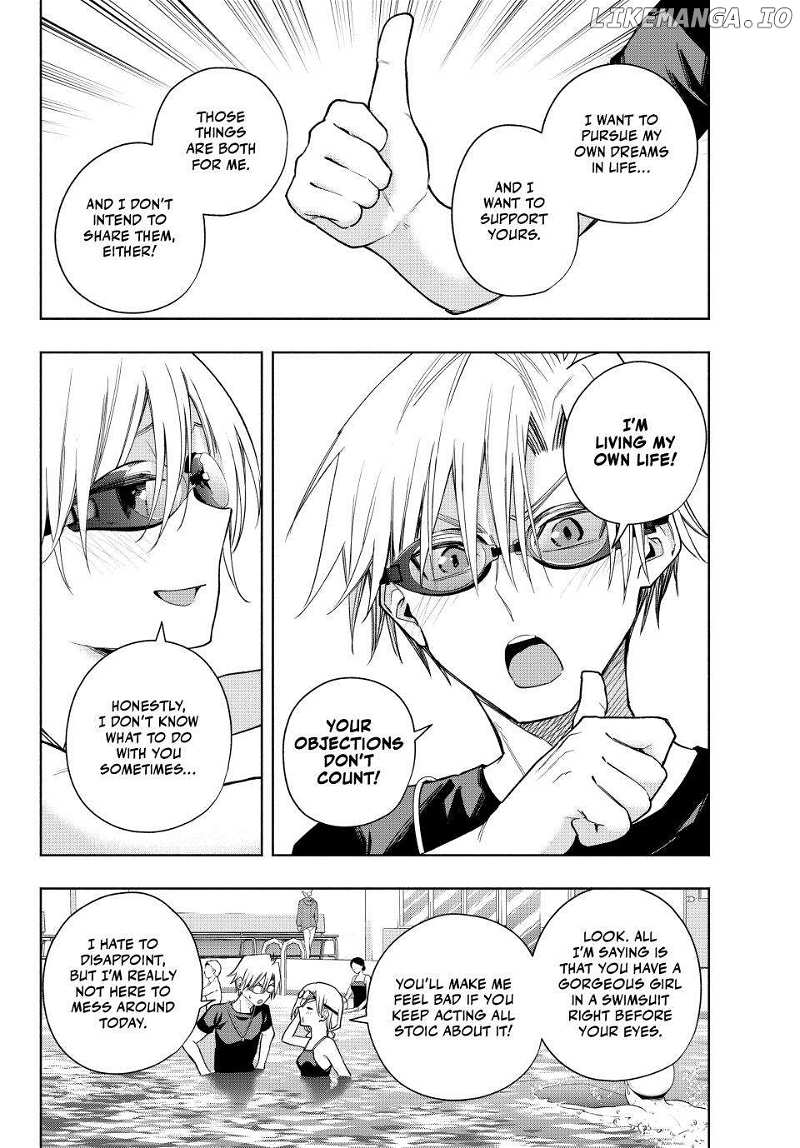 LIKEMANGA.IO
I WANT TO
PURSUE MY
OWN DREAMS
IN LIFE...
AND I
WANT TO
SUPPORT
YOURS.
THOSE
THINGS
ARE BOTH
FOR ME.
AND I DON'T
INTEND TO
SHARE THEM,
EITHER!
I'M
LIVING MY
OWN LIFE!
YOUR
OBJECTIONS
DON'T
COUNT!
HONESTLY,
I DON'T KNOW
WHAT TO DO
WITH YOU
SOMETIMES...
LOOK. ALL
I'M SAYING IS
THAT YOU HAVE
A GORGEOUS GIRL
IN A SWIMSUIT
RIGHT BEFORE
YOUR EYES.
YOU'LL MAKE ME
FEEL BAD IF YOU
KEEP ACTING ALL
STOIC ABOUT IT!
I HATE TO
DISAPPOINT,
BUT I'M REALLY
NOT HERE TO
MESS AROUND
TODAY.